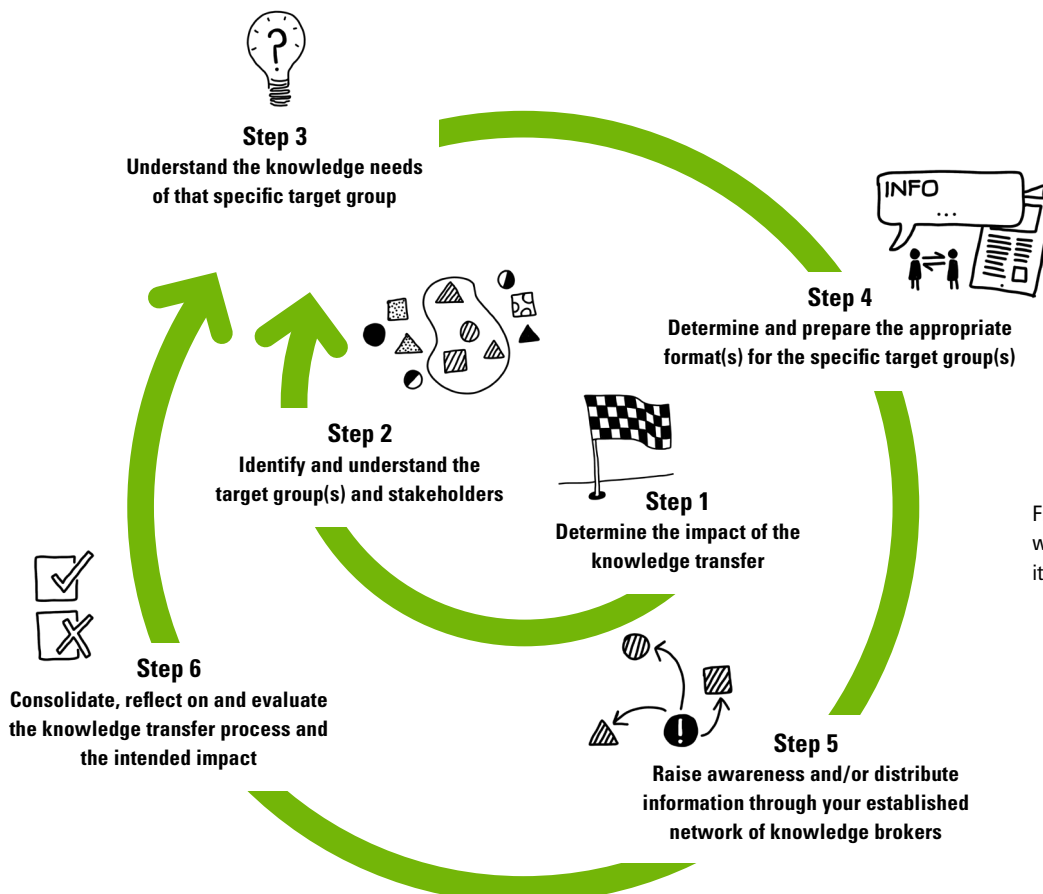 Step 3
Understand the knowledge needs
of that specific target group
INFO
...
Step 4
Determine and prepare the appropriate
format(s) for the specific target group(s)
Step 2
Identify and understand the
target group(s) and stakeholders
Step 1
Determine the impact of the
knowledge transfer
Step 6
Consolidate, reflect on and evaluate
the knowledge transfer process and
the intended impact
Step 5
Raise awareness and/or distribute
information through your established
network of knowledge brokers